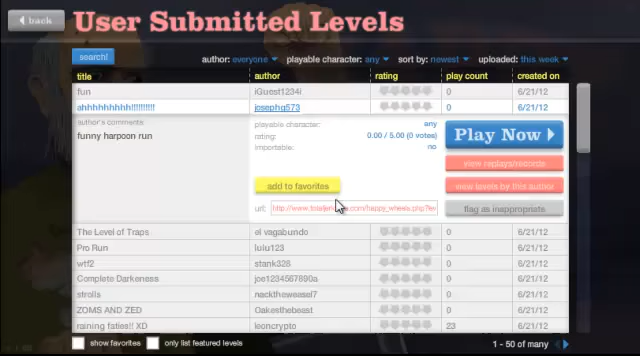 back
User Submitted Levels
search!
author: everyone playable character: any sort by: newest uploaded: this week
title author rating play count created on
fun iGuest1234i 0 6/21/12
ahhhhhhhhh!!!!!!!!!! josephg573 0 6/21/12
author's comments:
funny harpoon run
playable character: any
rating: 0.00 / 5.00 (0 votes)
importable: no
Play Now
view replays/records
add to favorites
view levels by this author
url:
flag as inappropriate
The Level of Traps el vagabundo 0 6/21/12
Pro Run lulu123 0 6/21/12
wtf2 stank328 0 6/21/12
Complete Darkness joe1234567890a 0 6/21/12
strolls nacktheweasel7 0 6/21/12
ZOMS AND ZED Oakesthebeast 0 6/21/12
raining fatties!! XD leoncrypto 23 6/21/12
show favorites only list featured levels 1 - 50 of many